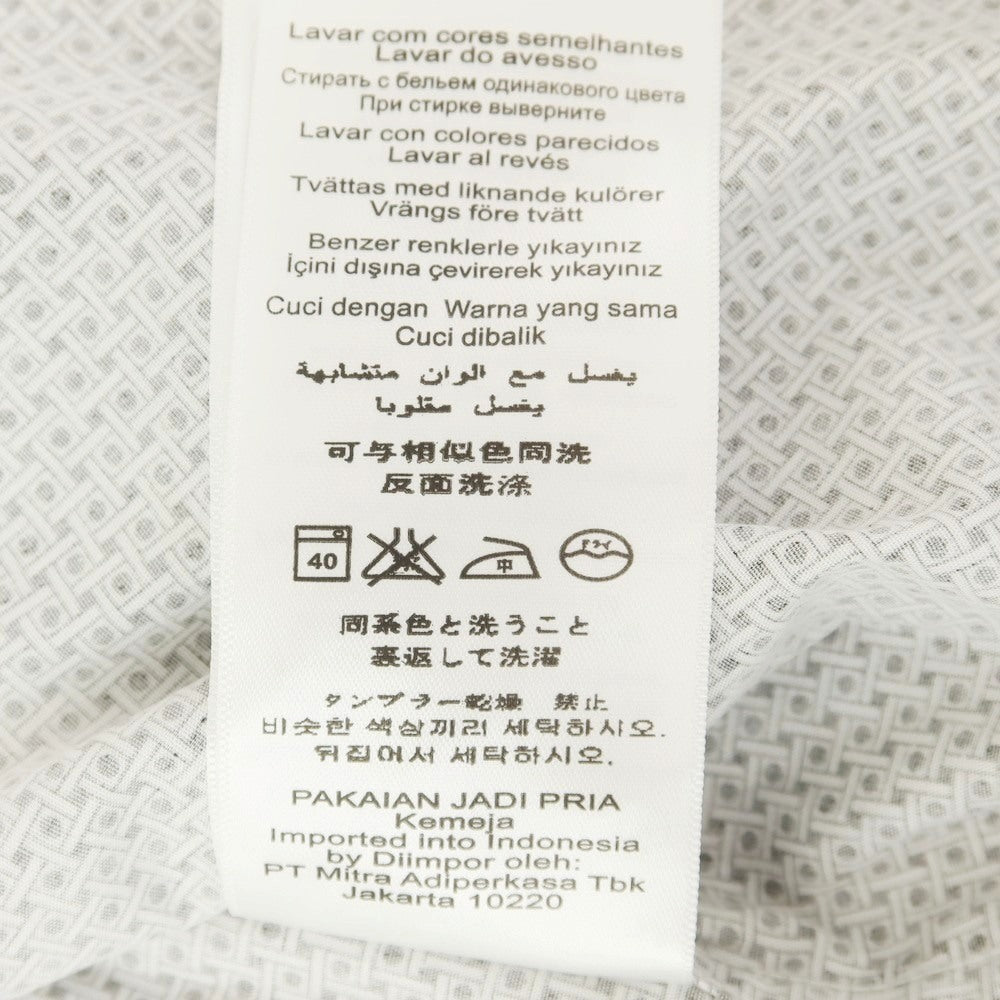 Lavar com cores semelhantes
Lavar do avesso
Стирать с бельем одинакового цвета
При стирке выверните
Lavar con colores parecidos
Lavar al revés
Tvättas med liknande kulörer
Vrängs före tvätt
Benzer renklerle yıkayınız
İçini dışına çevirerek yıkayınız
Cuci dengan Warna yang sama
Cuci dibalik
يغسل مع الوان متشابهة
يغسل مقلوبا
可与相似色同洗
反面洗涤
40 中 ドライ
同系色と洗うこと
裏返して洗濯
タンブラー乾燥 禁止
비슷한 색상끼리 세탁하시오.
뒤집어서 세탁하시오.
PAKAIAN JADI PRIA
Kemeja
Imported into Indonesia
by Diimpor oleh:
PT Mitra Adiperkasa Tbk
Jakarta 10220